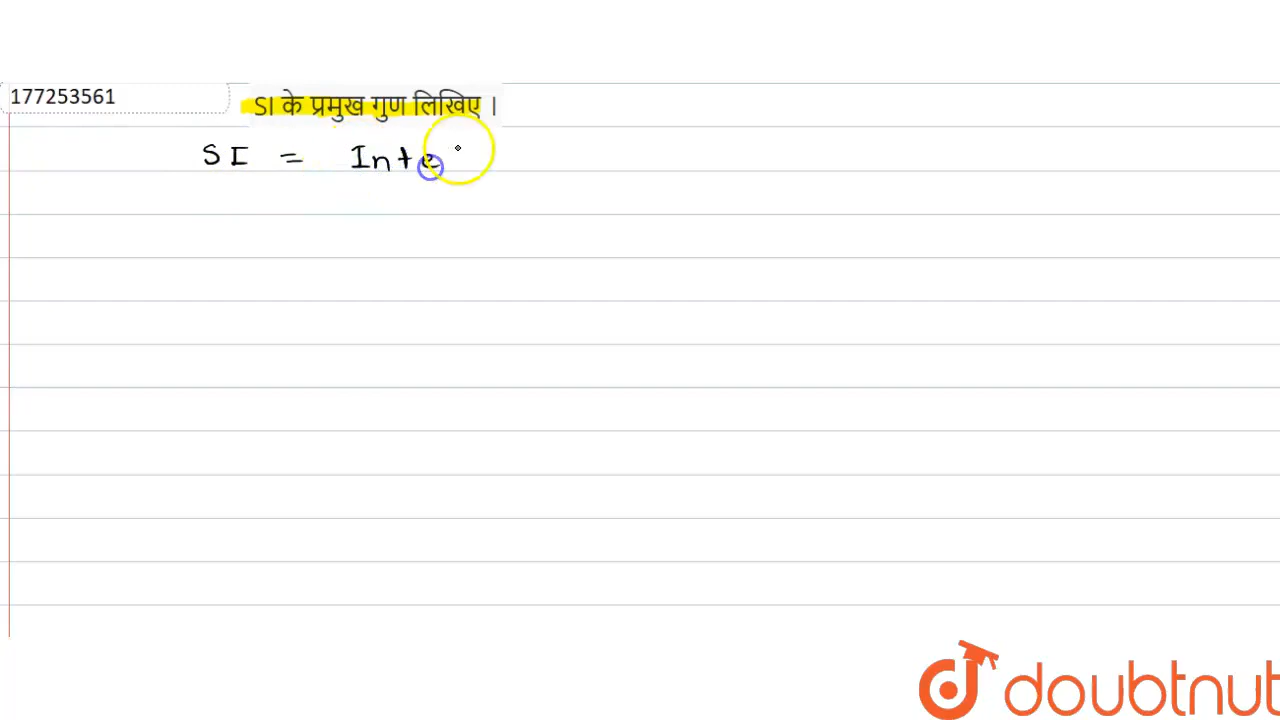 177253561
SI के प्रमुख गुण लिखिए ।
SI = Inte
doubtnut